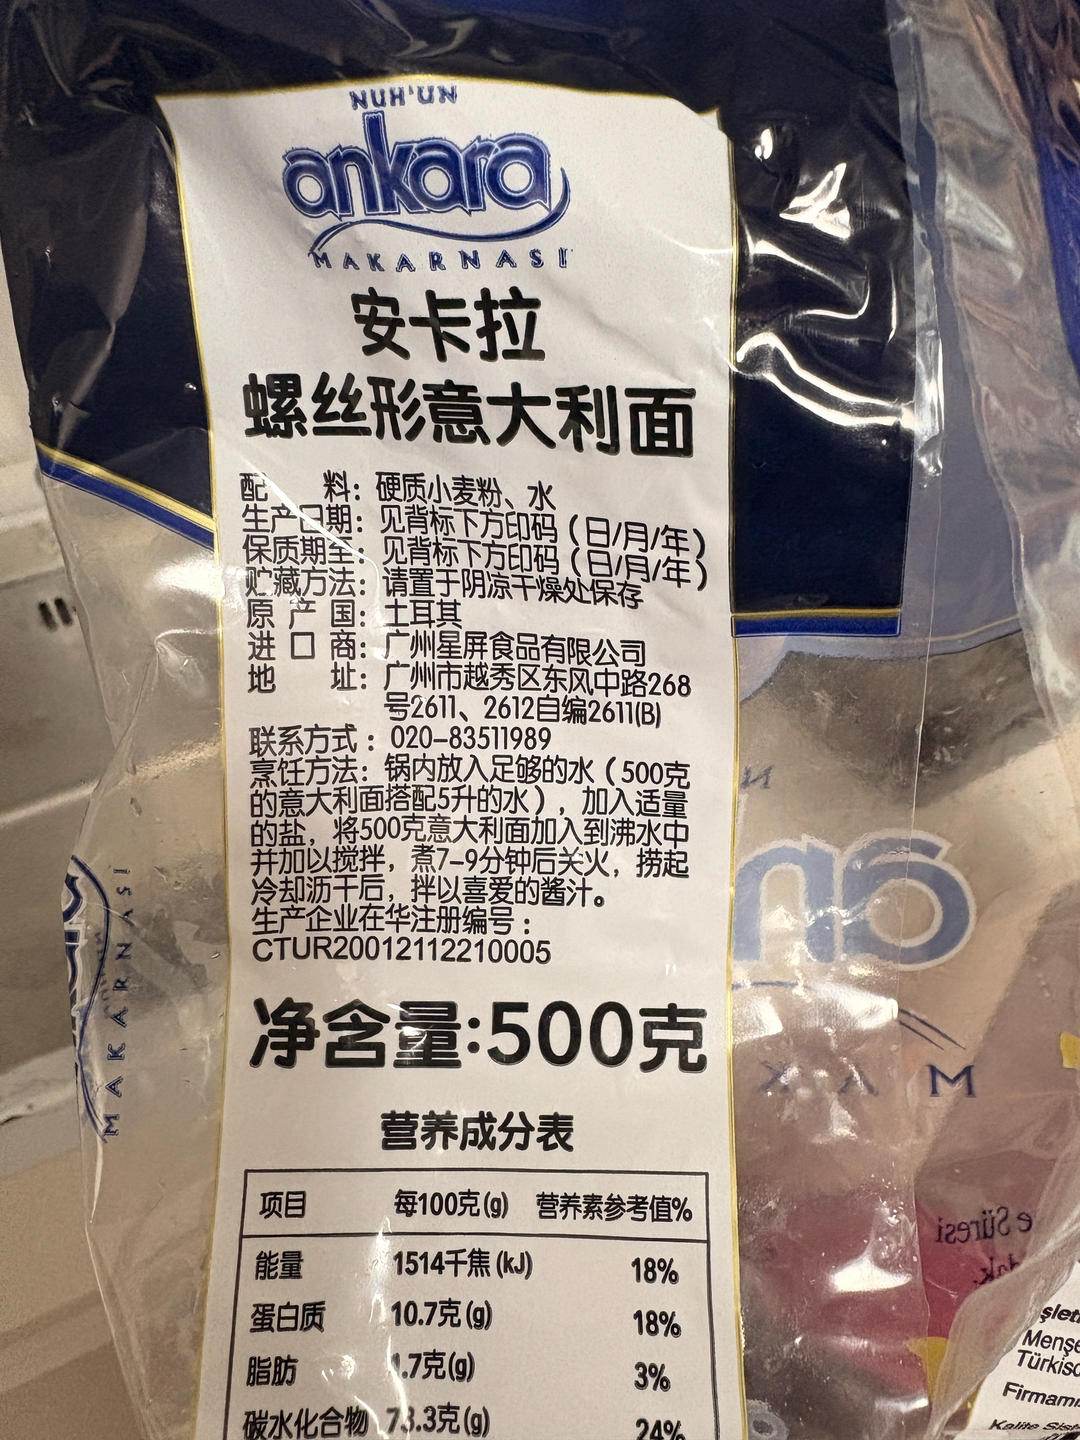 NUH'UN
ankara
MAKARNASI
安卡拉
螺丝形意大利面
配 料：硬质小麦粉、水
生产日期：见背标下方印码（日/月/年）
保质期至：见背标下方印码（日/月/年）
贮藏方法：请置于阴凉干燥处保存
原 产 国：土耳其
进 口 商：广州星屏食品有限公司
地 址：广州市越秀区东风中路268
号2611、2612自编2611(B)
联系方式：020-83511989
烹饪方法：锅内放入足够的水（500克
的意大利面搭配5升的水），加入适量
的盐，将500克意大利面加入到沸水中
并加以搅拌，煮7-9分钟后关火，捞起
冷却沥干后，拌以喜爱的酱汁。
生产企业在华注册编号：
CTUR20012112210005
净含量:500克
营养成分表
项目 每100克(g) 营养素参考值%
能量 1514千焦(kJ) 18%
蛋白质 10.7克(g) 18%
脂肪 1.7克(g) 3%
碳水化合物 73.3克(g) 24%
MAKARNASI
e Süresi
Menşe
Türkisc
Firmamı
Kalite Sist